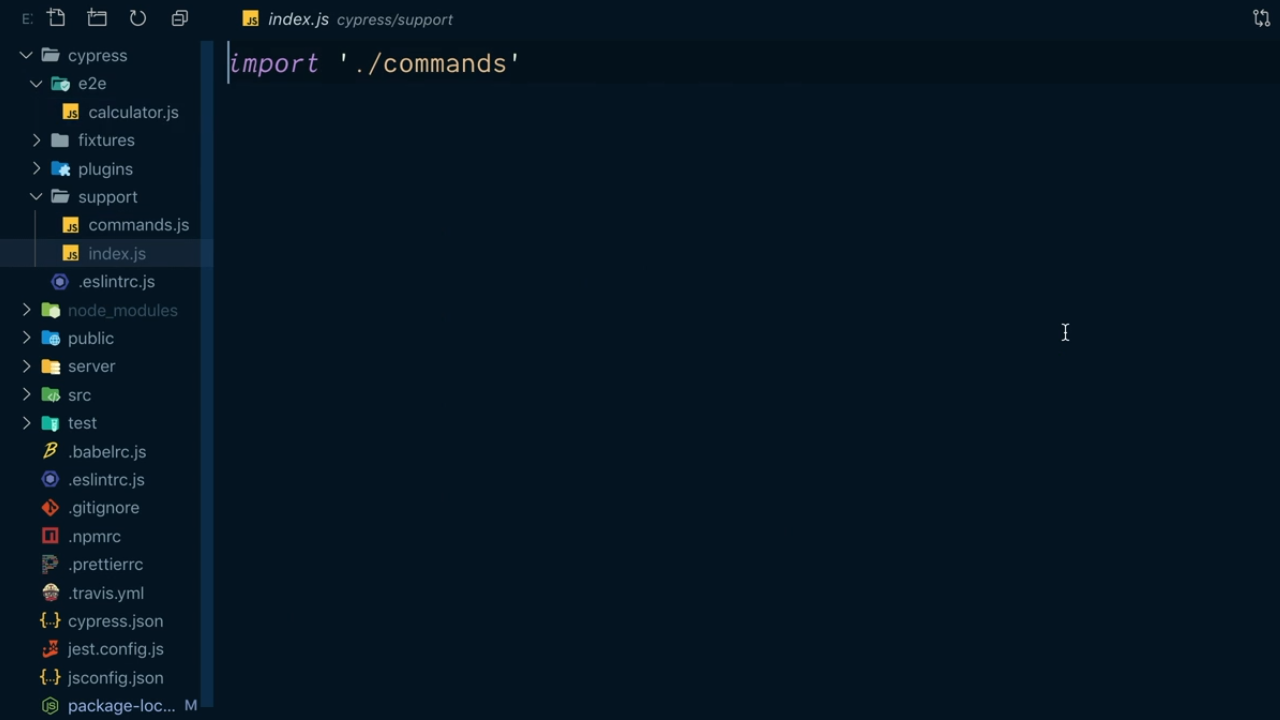 E:
index.js cypress/support
cypress
e2e
calculator.js
fixtures
plugins
support
commands.js
index.js
.eslintrc.js
node_modules
public
server
src
test
.babelrc.js
.eslintrc.js
.gitignore
.npmrc
.prettierrc
.travis.yml
cypress.json
jest.config.js
jsconfig.json
package-loc... M
import './commands'